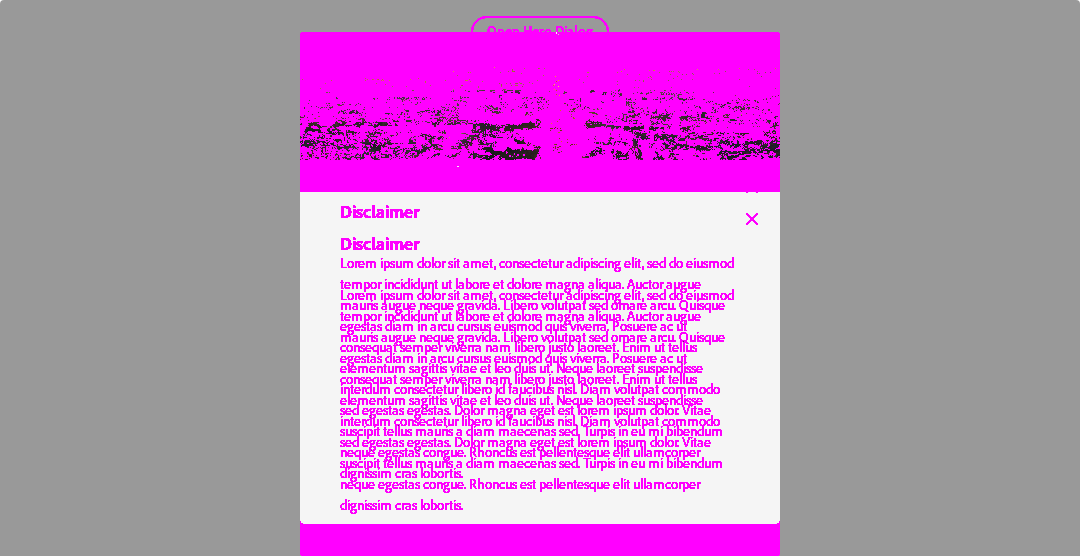 Open Hero Dialog
Disclaimer
Disclaimer
Lorem ipsum dolor sit amet, consectetur adipiscing elit, sed do eiusmod
tempor incididunt ut labore et dolore magna aliqua. Auctor augue
Lorem ipsum dolor sit amet, consectetur adipiscing elit, sed do eiusmod
mauris augue neque gravida. Libero volutpat sed ornare arcu. Quisque
tempor incididunt ut labore et dolore magna aliqua. Auctor augue
egestas diam in arcu cursus euismod quis viverra. Posuere ac ut
mauris augue neque gravida. Libero volutpat sed ornare arcu. Quisque
consequat semper viverra nam libero justo laoreet. Enim ut tellus
egestas diam in arcu cursus euismod quis viverra. Posuere ac ut
elementum sagittis vitae et leo duis ut. Neque laoreet suspendisse
consequat semper viverra nam libero justo laoreet. Enim ut tellus
interdum consectetur libero id faucibus nisl. Diam volutpat commodo
elementum sagittis vitae et leo duis ut. Neque laoreet suspendisse
sed egestas egestas. Dolor magna eget est lorem ipsum dolor. Vitae
interdum consectetur libero id faucibus nisl. Diam volutpat commodo
suscipit tellus mauris a diam maecenas sed. Turpis in eu mi bibendum
sed egestas egestas. Dolor magna eget est lorem ipsum dolor. Vitae
neque egestas congue. Rhoncus est pellentesque elit ullamcorper
suscipit tellus mauris a diam maecenas sed. Turpis in eu mi bibendum
dignissim cras lobortis.
neque egestas congue. Rhoncus est pellentesque elit ullamcorper
dignissim cras lobortis.